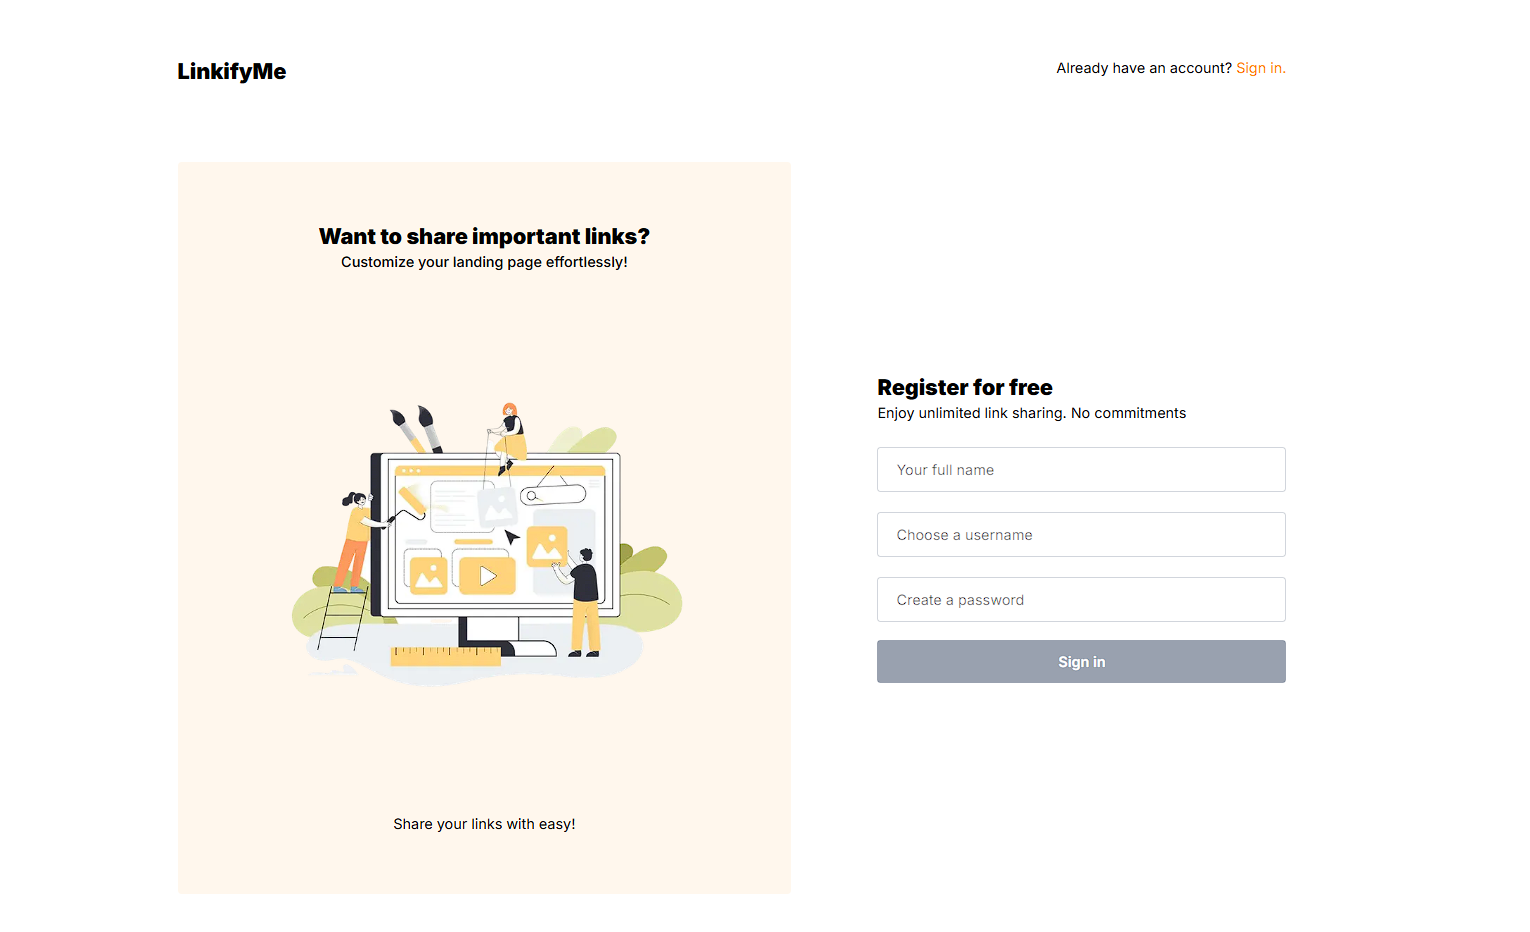 LinkifyMe
Already have an account? Sign in.
Want to share important links?
Customize your landing page effortlessly!
Share your links with easy!
Register for free
Enjoy unlimited link sharing. No commitments
Your full name
Choose a username
Create a password
Sign in